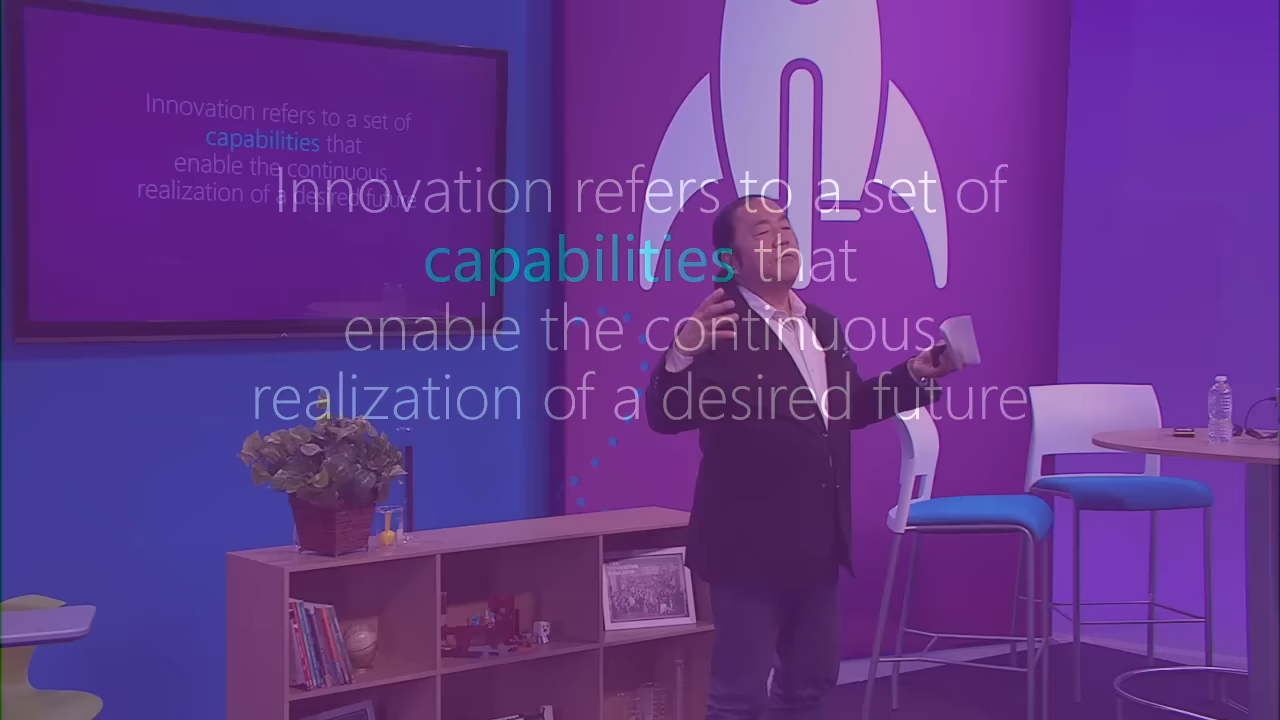 Innovation refers to a set of
capabilities that
enable the continuous
realization of a desired future
Innovation refers to a set of
capabilities that
enable the continuous
realization of a desired future